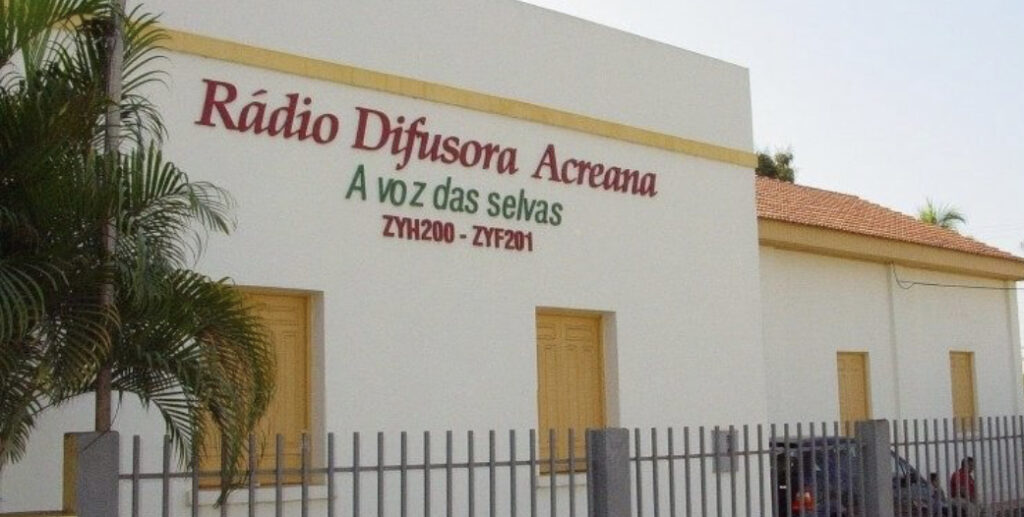 Rádio Difusora Acreana
A voz das selvas
ZYH200 - ZYF201